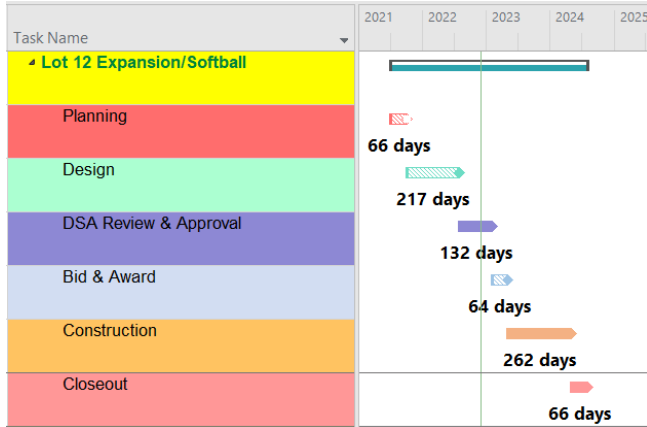 2021 2022 2023 2024 2025
Task Name
Lot 12 Expansion/Softball
Planning
66 days
Design
217 days
DSA Review & Approval
132 days
Bid & Award
64 days
Construction
262 days
Closeout
66 days